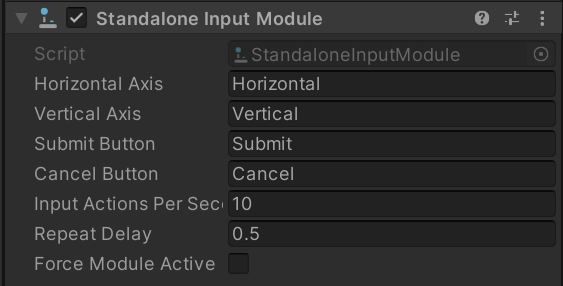 Standalone Input Module
Script StandaloneInputModule
Horizontal Axis Horizontal
Vertical Axis Vertical
Submit Button Submit
Cancel Button Cancel
Input Actions Per Sec 10
Repeat Delay 0.5
Force Module Active